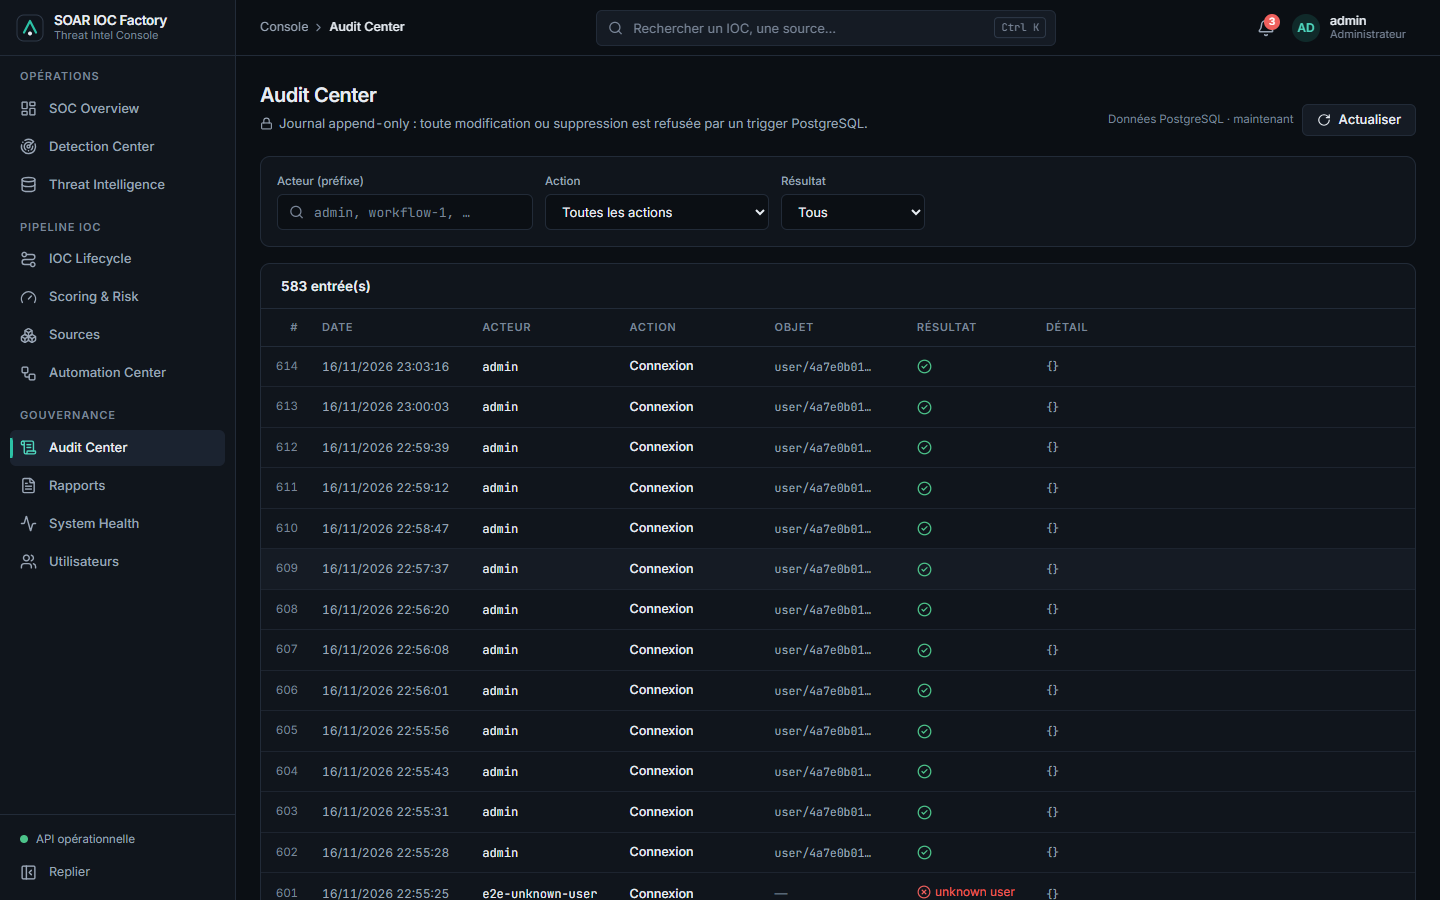 SOAR IOC Factory
Threat Intel Console
OPÉRATIONS
SOC Overview
Detection Center
Threat Intelligence
PIPELINE IOC
IOC Lifecycle
Scoring & Risk
Sources
Automation Center
GOUVERNANCE
Audit Center
Rapports
System Health
Utilisateurs
API opérationnelle
Replier
Console > Audit Center
Rechercher un IOC, une source... Ctrl K
3
AD
admin
Administrateur
Audit Center
Journal append-only : toute modification ou suppression est refusée par un trigger PostgreSQL.
Données PostgreSQL · maintenant
Actualiser
Acteur (préfixe) Action Résultat
admin, workflow-1, … Toutes les actions Tous
583 entrée(s)
# DATE ACTEUR ACTION OBJET RÉSULTAT DÉTAIL
614 16/11/2026 23:03:16 admin Connexion user/4a7e0b01… {}
613 16/11/2026 23:00:03 admin Connexion user/4a7e0b01… {}
612 16/11/2026 22:59:39 admin Connexion user/4a7e0b01… {}
611 16/11/2026 22:59:12 admin Connexion user/4a7e0b01… {}
610 16/11/2026 22:58:47 admin Connexion user/4a7e0b01… {}
609 16/11/2026 22:57:37 admin Connexion user/4a7e0b01… {}
608 16/11/2026 22:56:20 admin Connexion user/4a7e0b01… {}
607 16/11/2026 22:56:08 admin Connexion user/4a7e0b01… {}
606 16/11/2026 22:56:01 admin Connexion user/4a7e0b01… {}
605 16/11/2026 22:55:56 admin Connexion user/4a7e0b01… {}
604 16/11/2026 22:55:43 admin Connexion user/4a7e0b01… {}
603 16/11/2026 22:55:31 admin Connexion user/4a7e0b01… {}
602 16/11/2026 22:55:28 admin Connexion user/4a7e0b01… {}
601 16/11/2026 22:55:25 e2e-unknown-user Connexion — unknown user {}